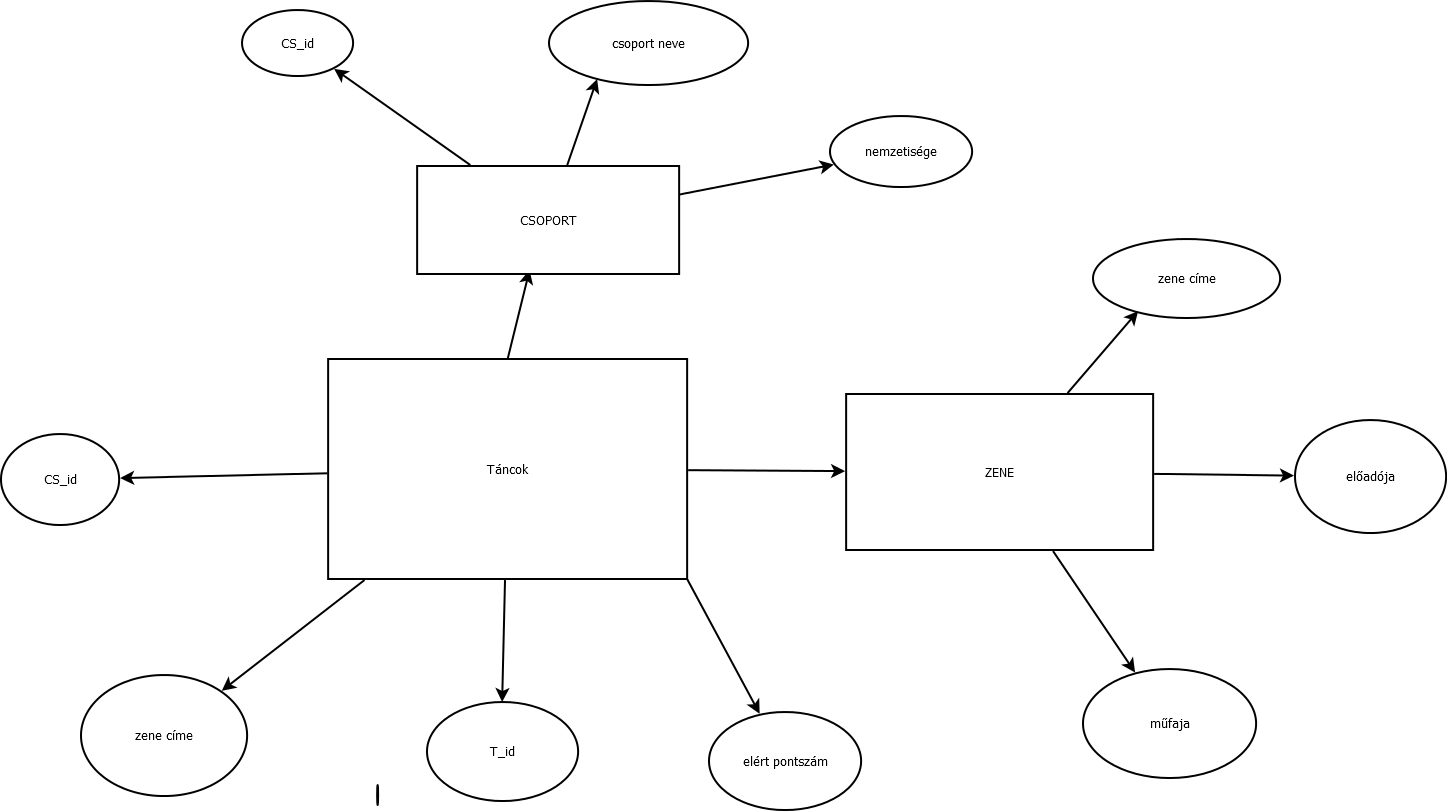 CS_id
csoport neve
nemzetisége
CSOPORT
zene címe
Táncok
ZENE
előadója
CS_id
zene címe
T_id
elért pontszám
műfaja